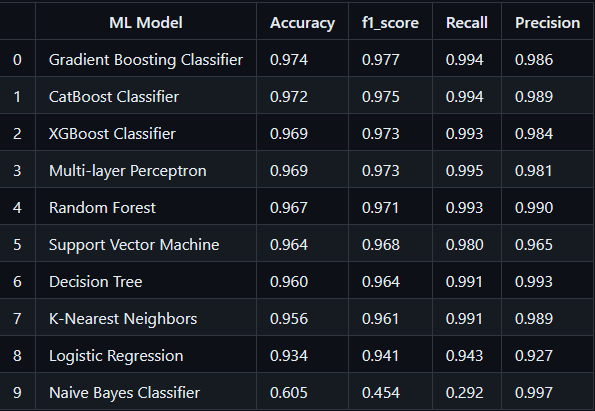 ML Model Accuracy f1_score Recall Precision
0 Gradient Boosting Classifier 0.974 0.977 0.994 0.986
1 CatBoost Classifier 0.972 0.975 0.994 0.989
2 XGBoost Classifier 0.969 0.973 0.993 0.984
3 Multi-layer Perceptron 0.969 0.973 0.995 0.981
4 Random Forest 0.967 0.971 0.993 0.990
5 Support Vector Machine 0.964 0.968 0.980 0.965
6 Decision Tree 0.960 0.964 0.991 0.993
7 K-Nearest Neighbors 0.956 0.961 0.991 0.989
8 Logistic Regression 0.934 0.941 0.943 0.927
9 Naive Bayes Classifier 0.605 0.454 0.292 0.997